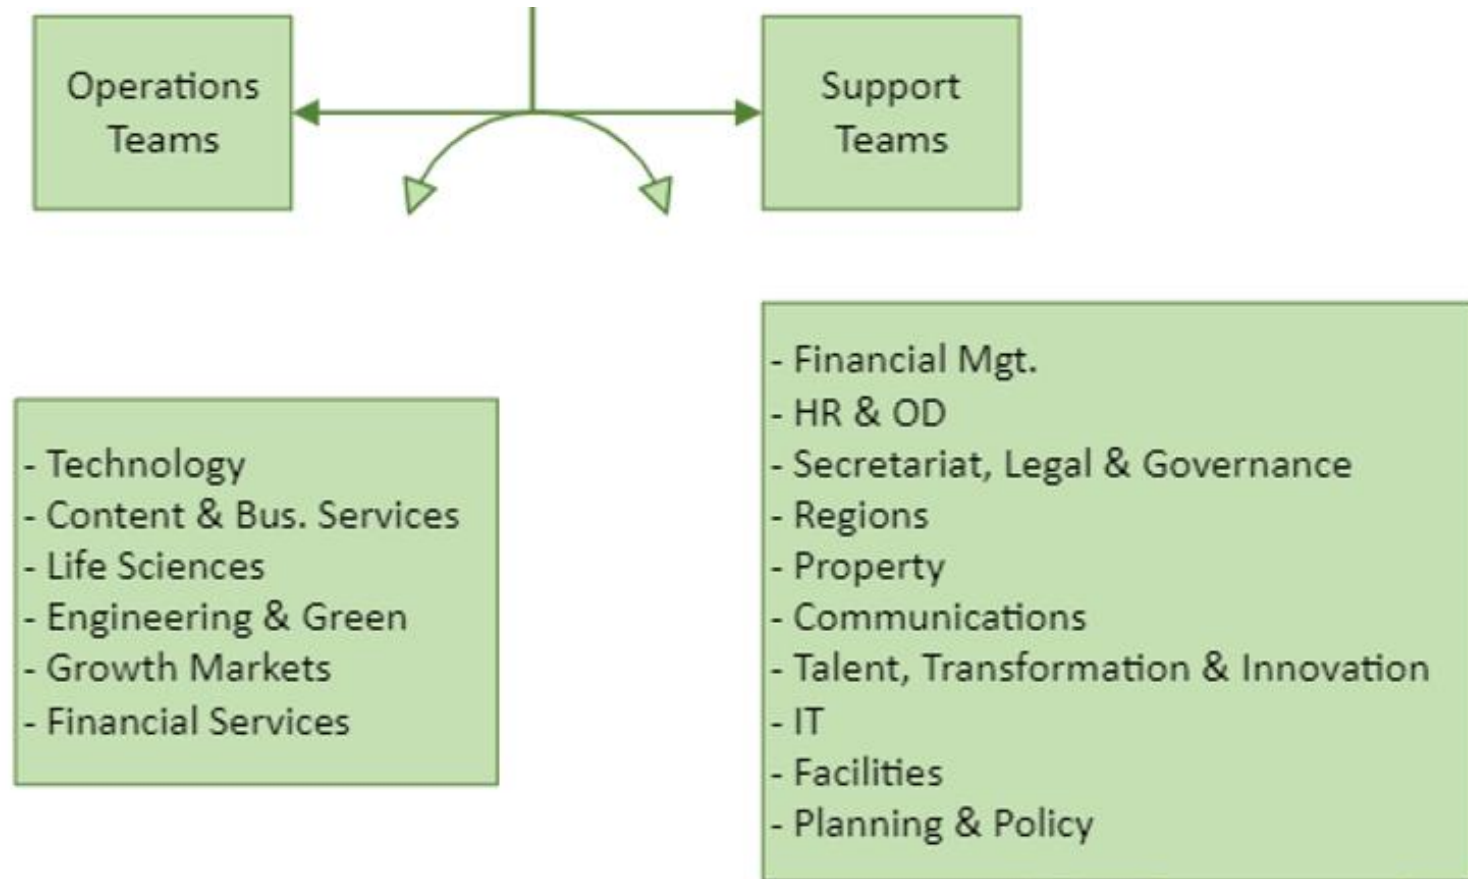 Operations
Teams
Support
Teams
- Technology
- Content & Bus. Services
- Life Sciences
- Engineering & Green
- Growth Markets
- Financial Services
- Financial Mgt.
- HR & OD
- Secretariat, Legal & Governance
- Regions
- Property
- Communications
- Talent, Transformation & Innovation
- IT
- Facilities
- Planning & Policy